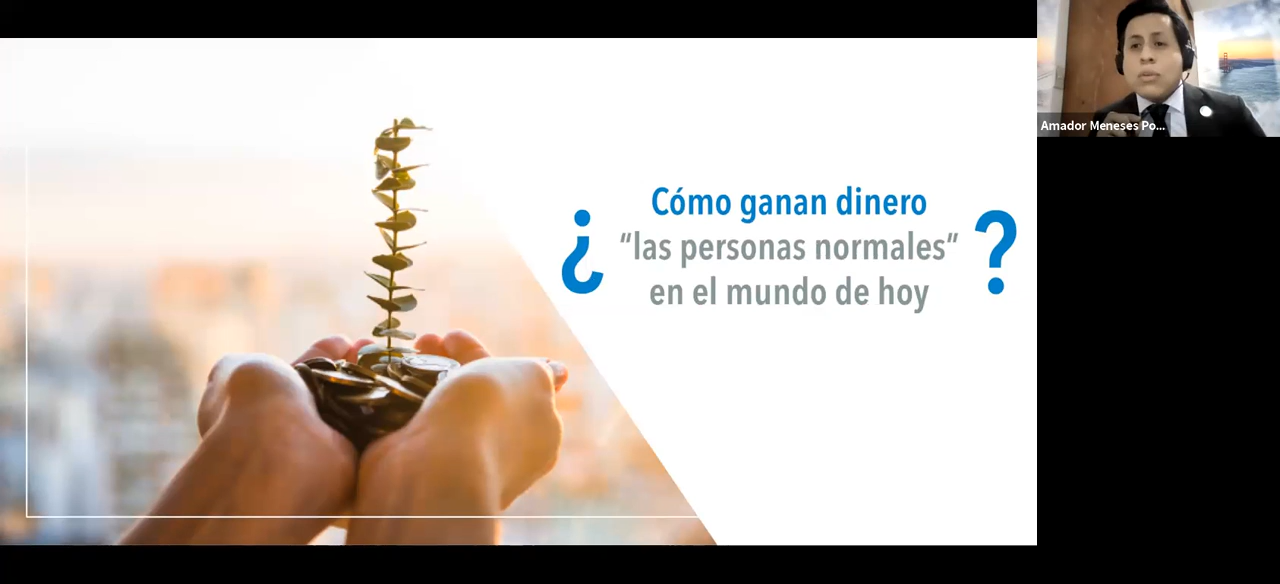 ¿Cómo ganan dinero
“las personas normales”
en el mundo de hoy?
Amador Meneses Po...